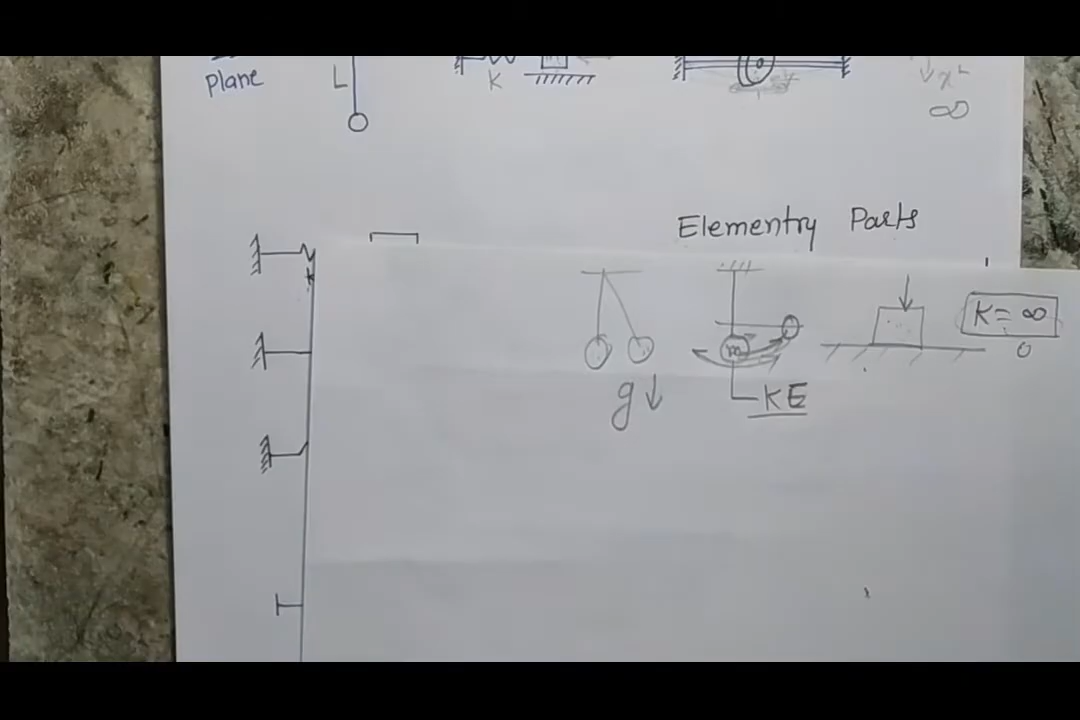 plane
L
K
x
∞
Elementry Parts
K = ∞
0
m
g↓
KE